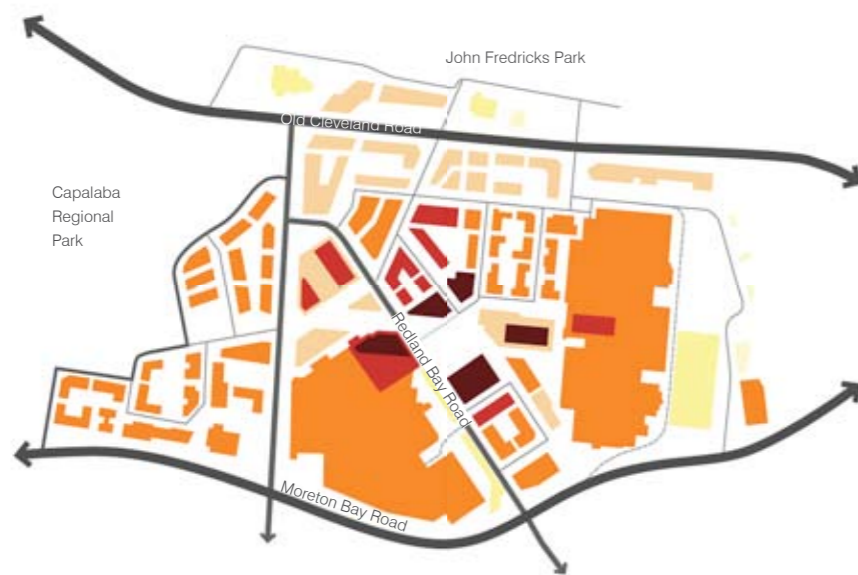 John Fredricks Park
Old Cleveland Road
Capalaba
Regional
Park
Redland Bay Road
Moreton Bay Road